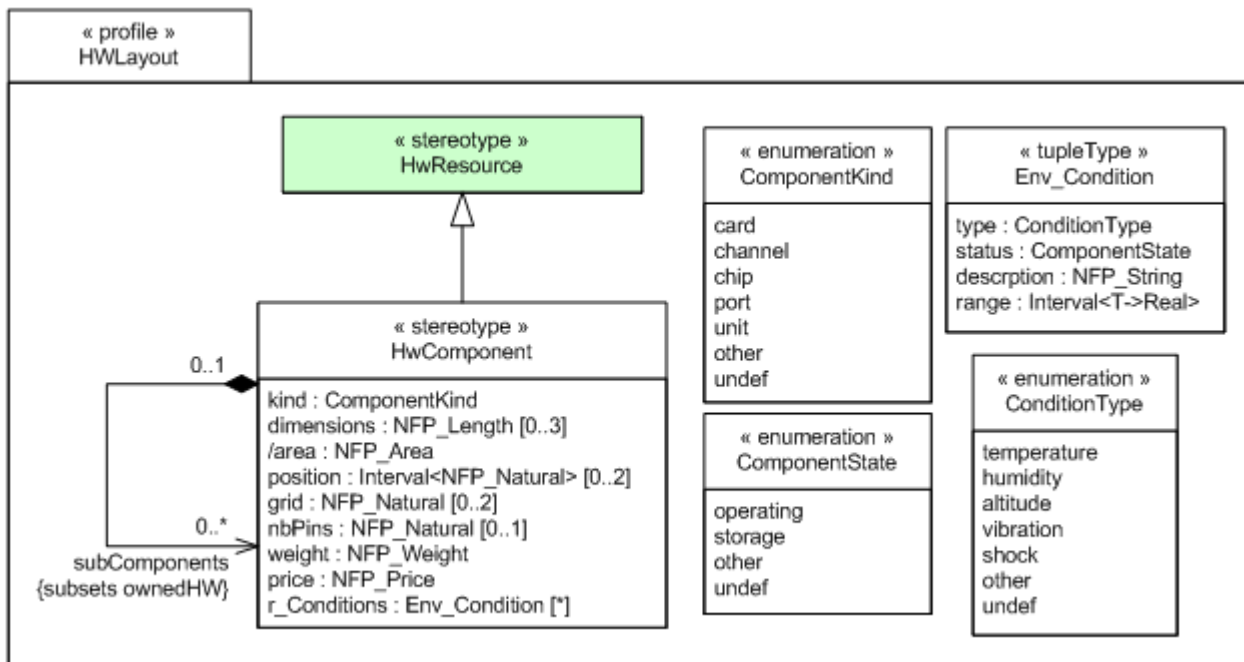 « profile »
HWLayout
« stereotype »
HwResource
« stereotype »
HwComponent
kind : ComponentKind
dimensions : NFP_Length [0..3]
/area : NFP_Area
position : Interval<NFP_Natural> [0..2]
grid : NFP_Natural [0..2]
nbPins : NFP_Natural [0..1]
weight : NFP_Weight
price : NFP_Price
r_Conditions : Env_Condition [*]
0..1
0..*
subComponents
{subsets ownedHW}
« enumeration »
ComponentKind
card
channel
chip
port
unit
other
undef
« enumeration »
ComponentState
operating
storage
other
undef
« tupleType »
Env_Condition
type : ConditionType
status : ComponentState
descrption : NFP_String
range : Interval<T->Real>
« enumeration »
ConditionType
temperature
humidity
altitude
vibration
shock
other
undef